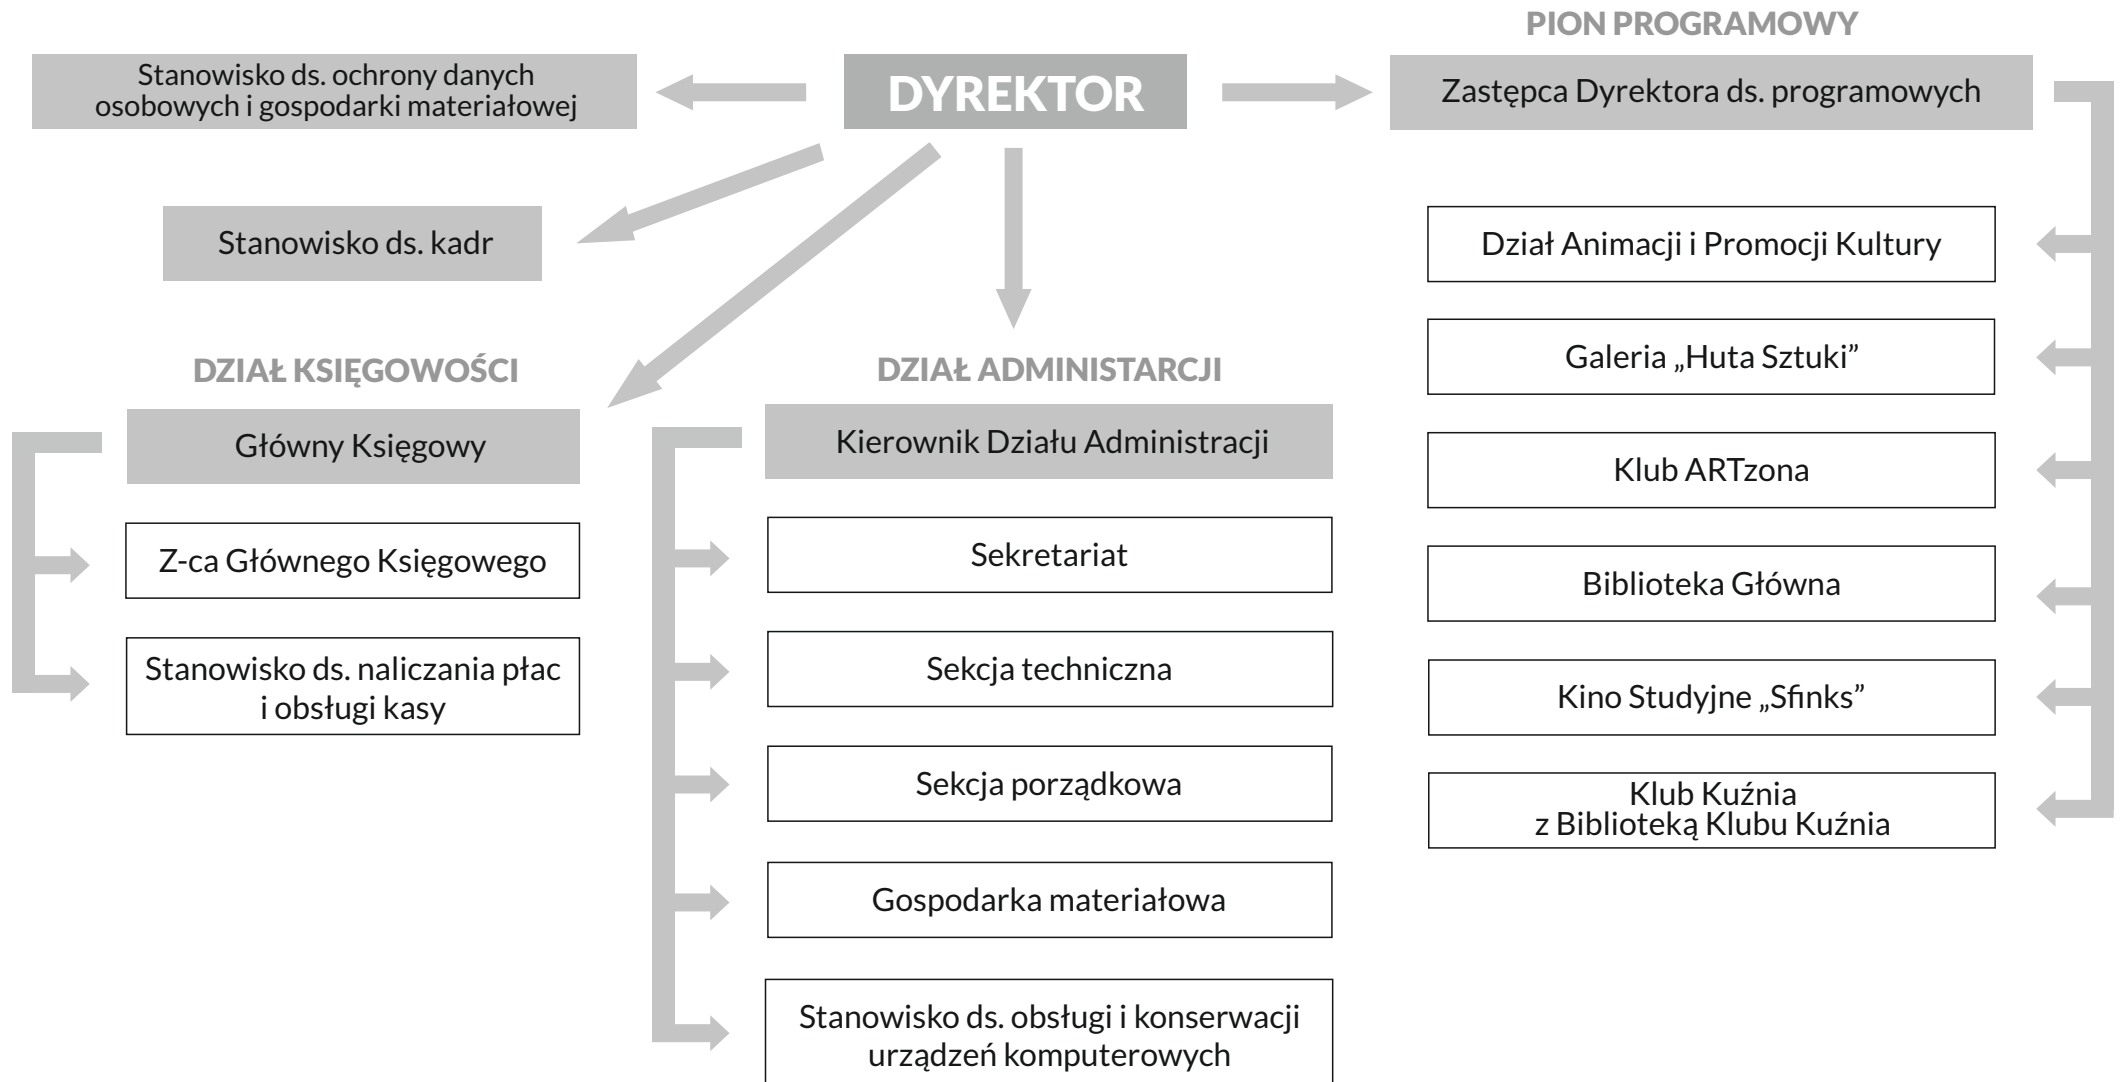 PION PROGRAMOWY
Stanowisko ds. ochrony danych
osobowych i gospodarki materiałowej
DYREKTOR
Zastępca Dyrektora ds. programowych
Stanowisko ds. kadr
DZIAŁ KSIĘGOWOŚCI
Główny Księgowy
Z-ca Głównego Księgowego
Stanowisko ds. naliczania płac
i obsługi kasy
DZIAŁ ADMINISTARCJI
Kierownik Działu Administracji
Sekretariat
Sekcja techniczna
Sekcja porządkowa
Gospodarka materiałowa
Stanowisko ds. obsługi i konserwacji
urządzeń komputerowych
Dział Animacji i Promocji Kultury
Galeria „Huta Sztuki”
Klub ARTzona
Biblioteka Główna
Kino Studyjne „Sfinks”
Klub Kuźnia
z Biblioteką Klubu Kuźnia